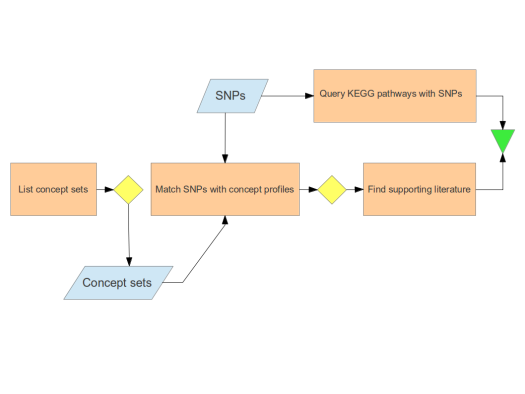 SNPs
Query KEGG pathways with SNPs
List concept sets
Match SNPs with concept profiles
Find supporting literature
Concept sets